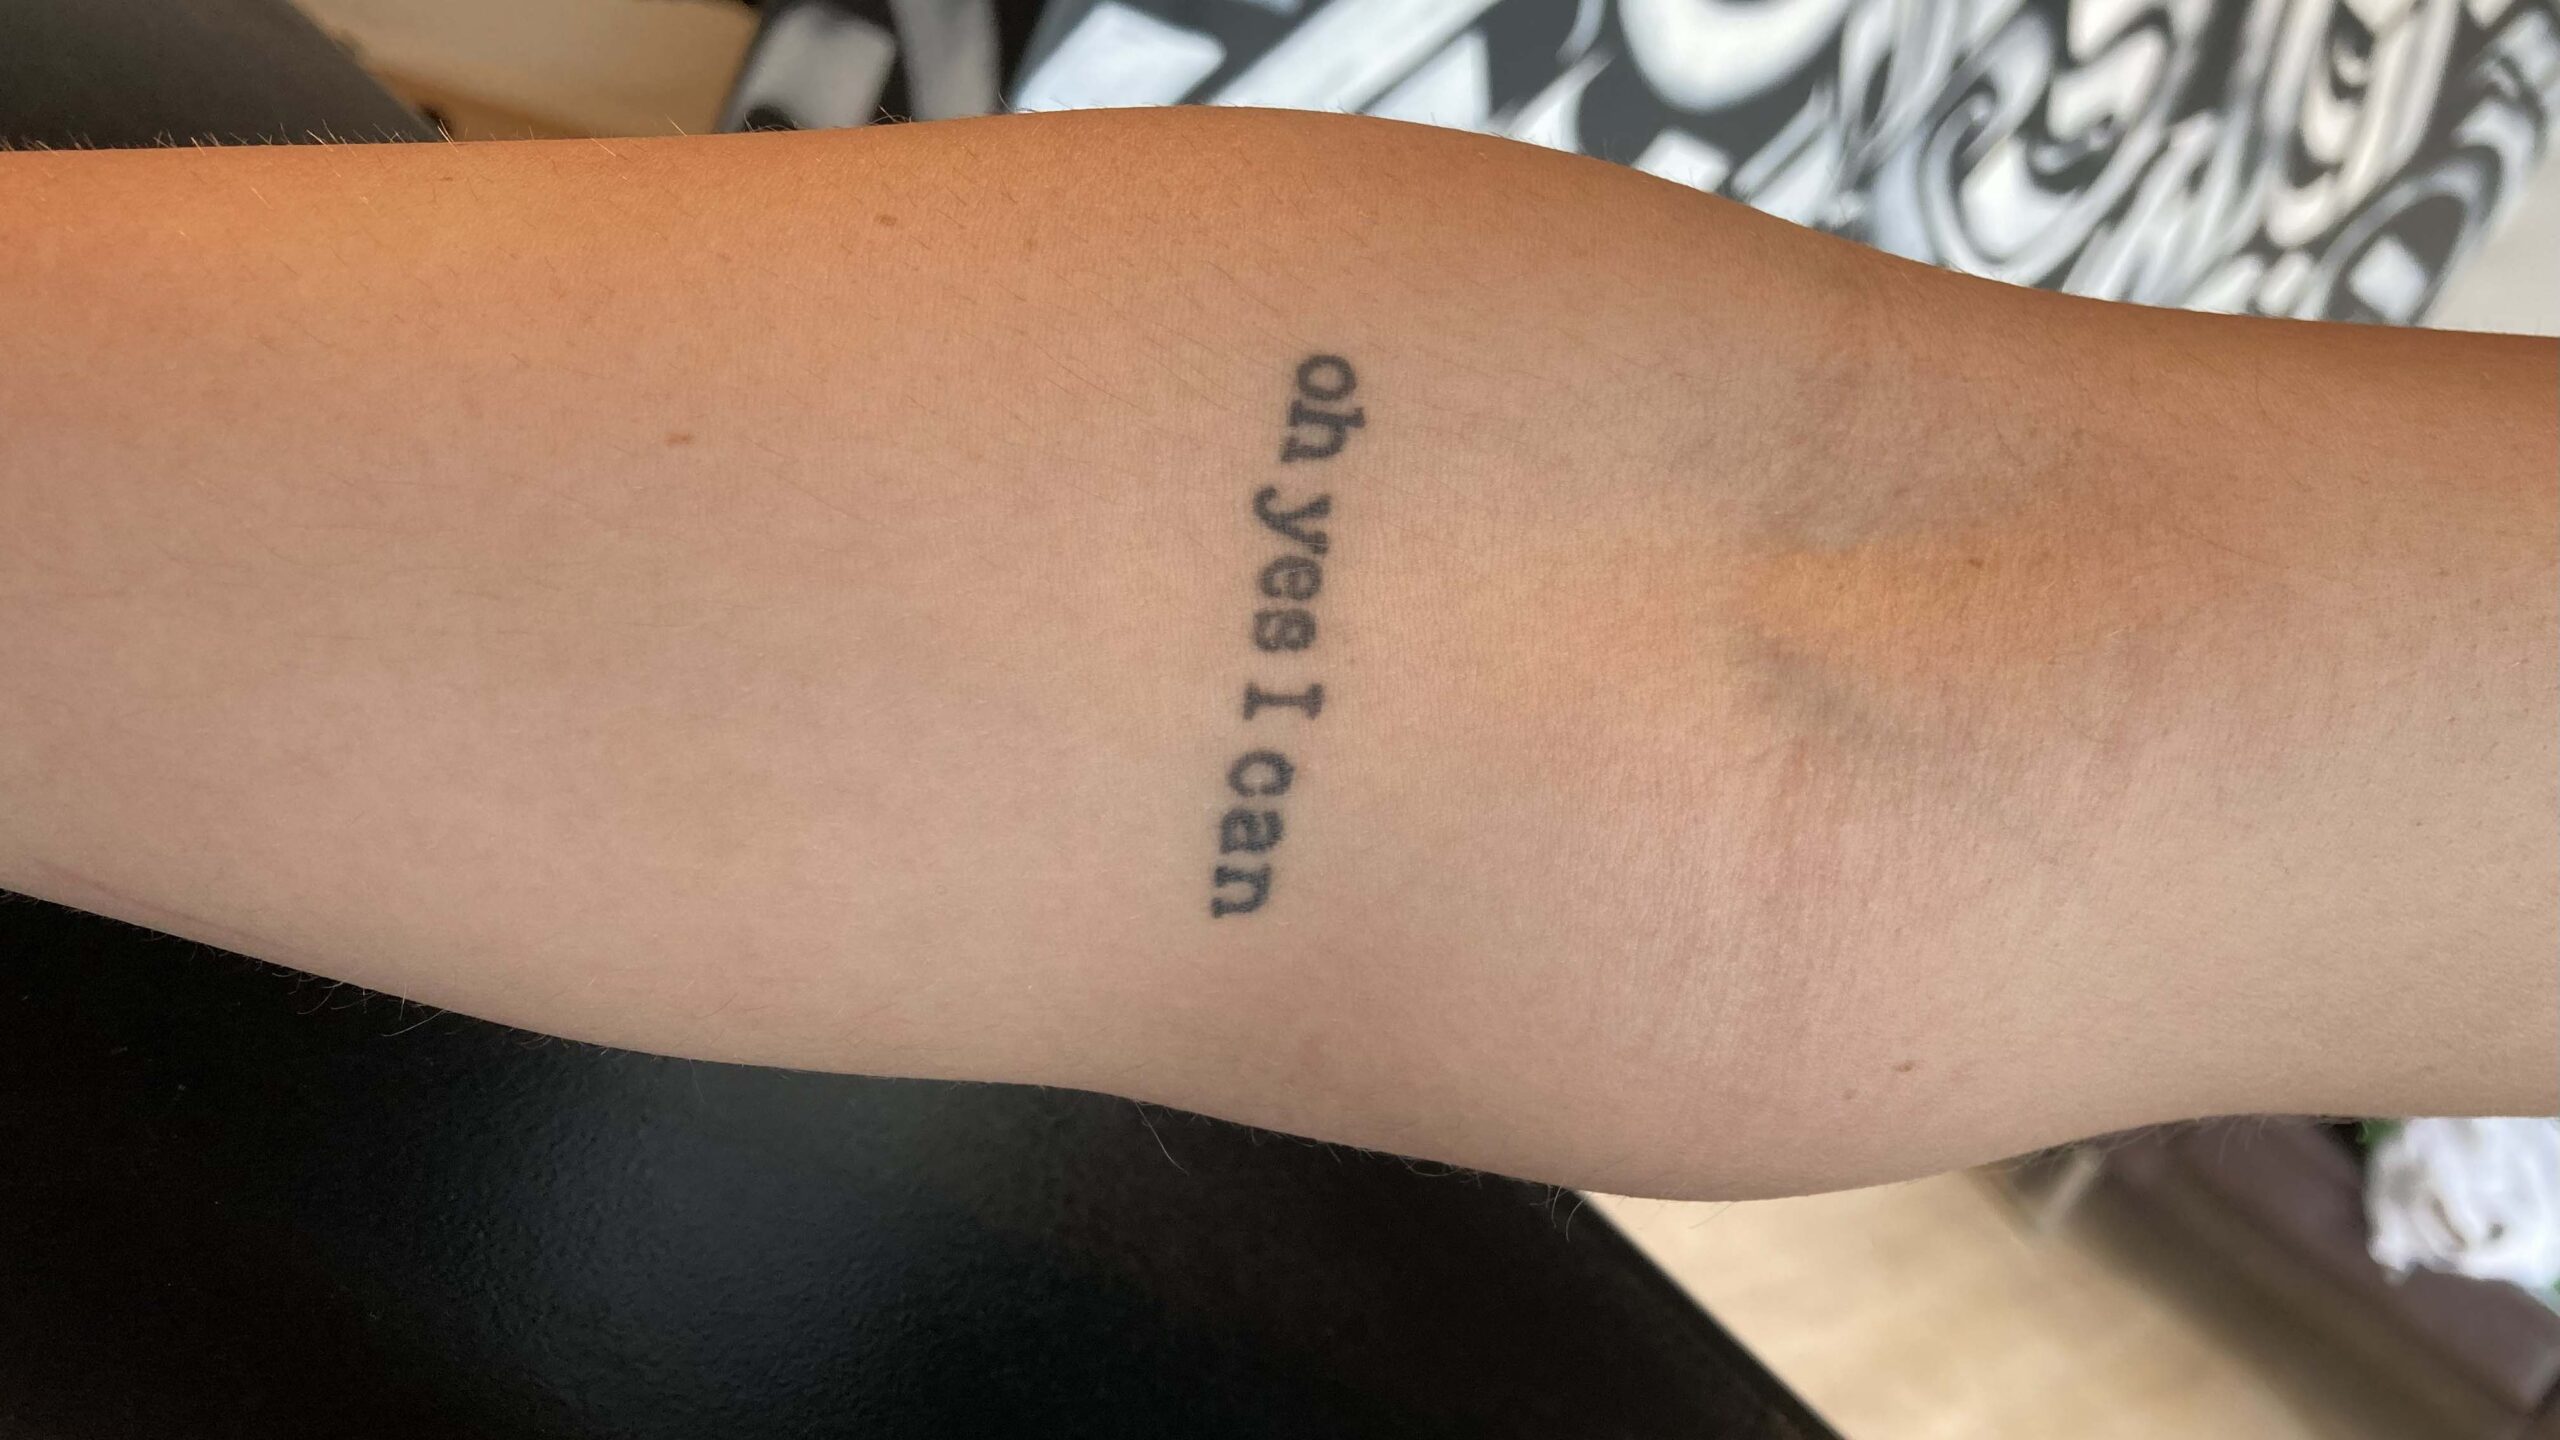 oh yes I can